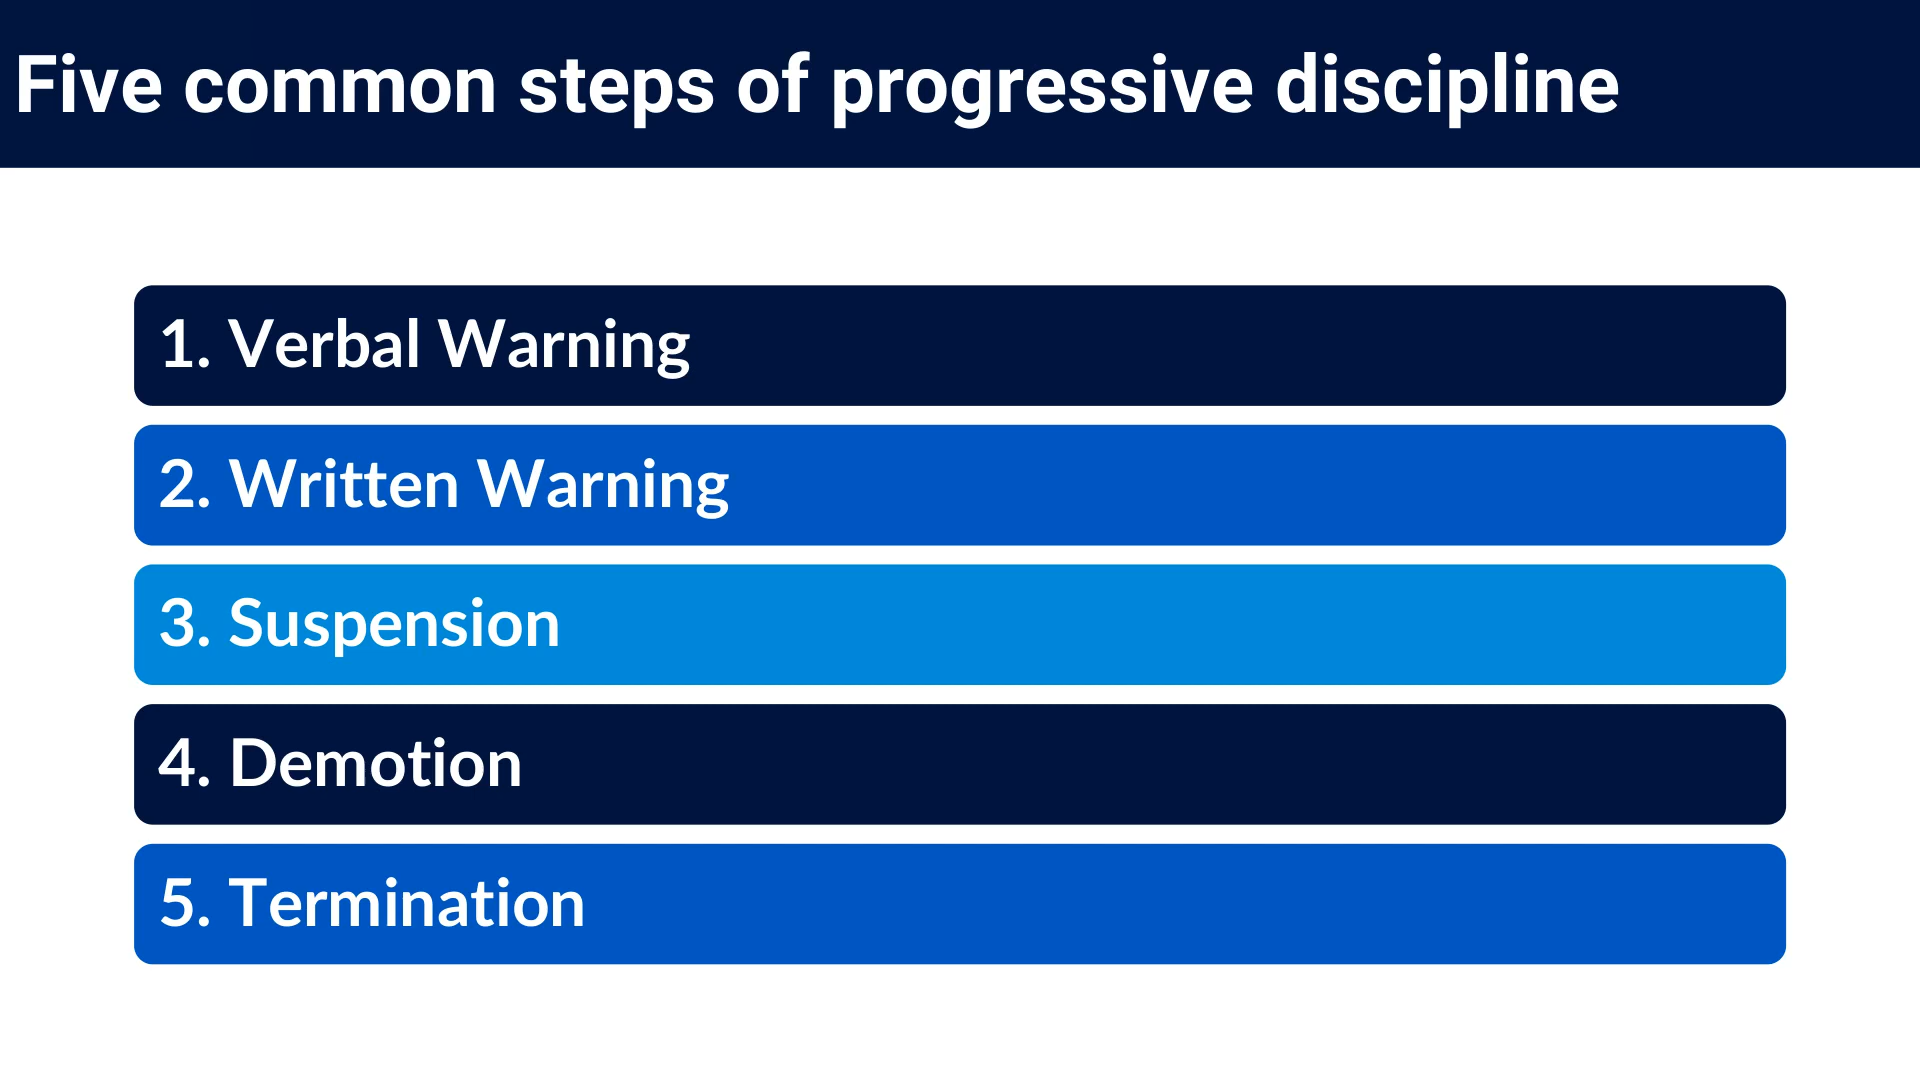 Five common steps of progressive discipline
1. Verbal Warning
2. Written Warning
3. Suspension
4. Demotion
5. Termination